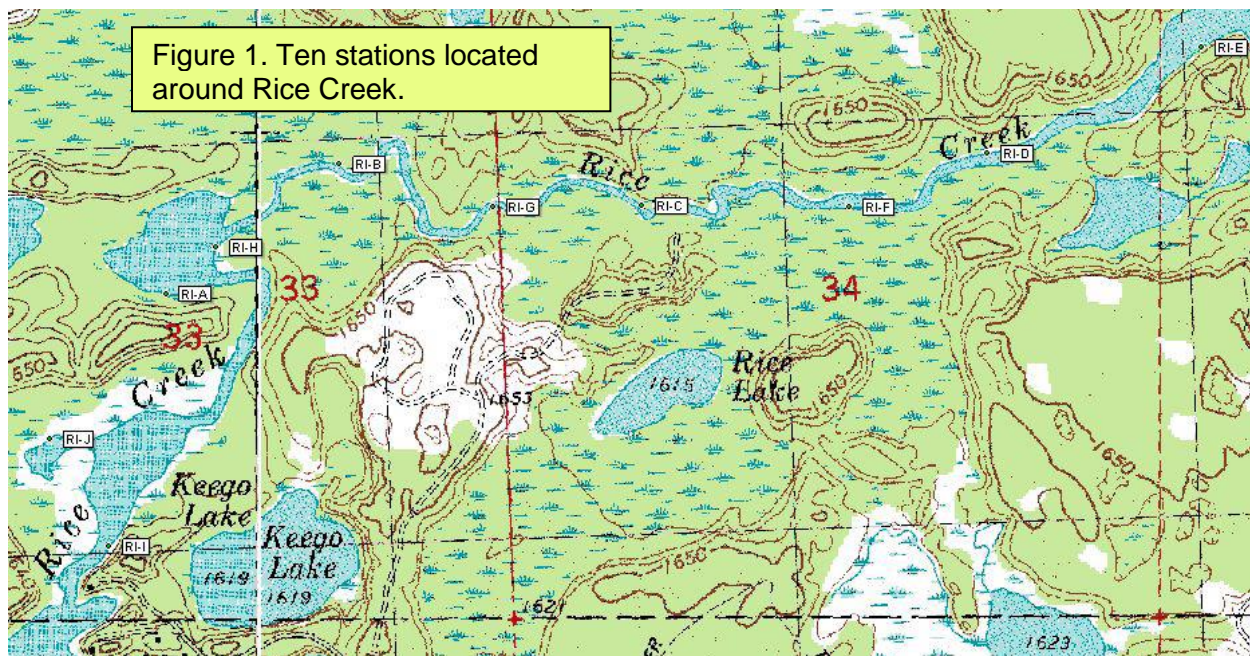 Figure 1. Ten stations located
around Rice Creek.
RI-E
1650
1650
Creek
RI-D
RI-B
Rice
RI-G
RI-C
RI-F
RI-H
RI-A
33
34
33
1650
650
Creek
1615
Rice
Lake
1650
1653
1650
RI-J
Keego
Lake
Keego
Lake
Rice
RI-I
1619
1619
1650
162
1623